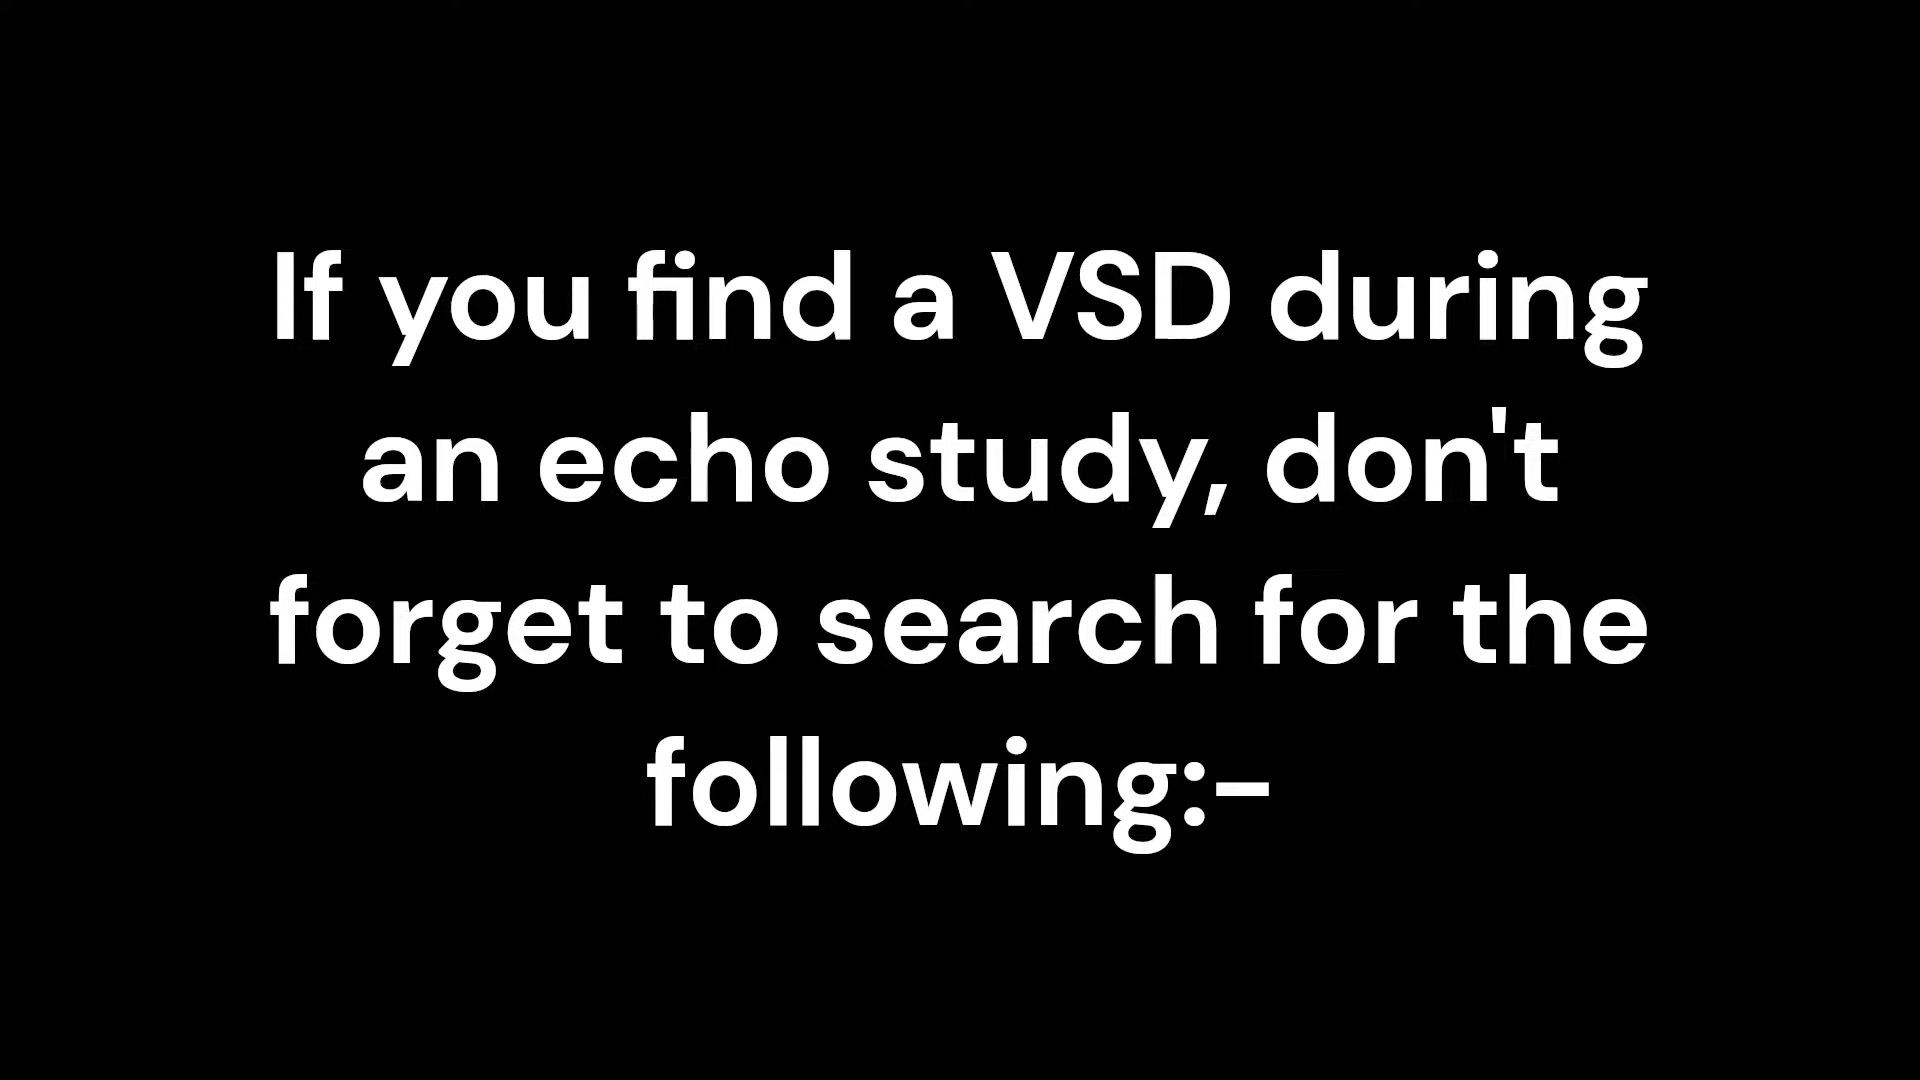 If you find a VSD during
an echo study, don't
forget to search for the
following:-